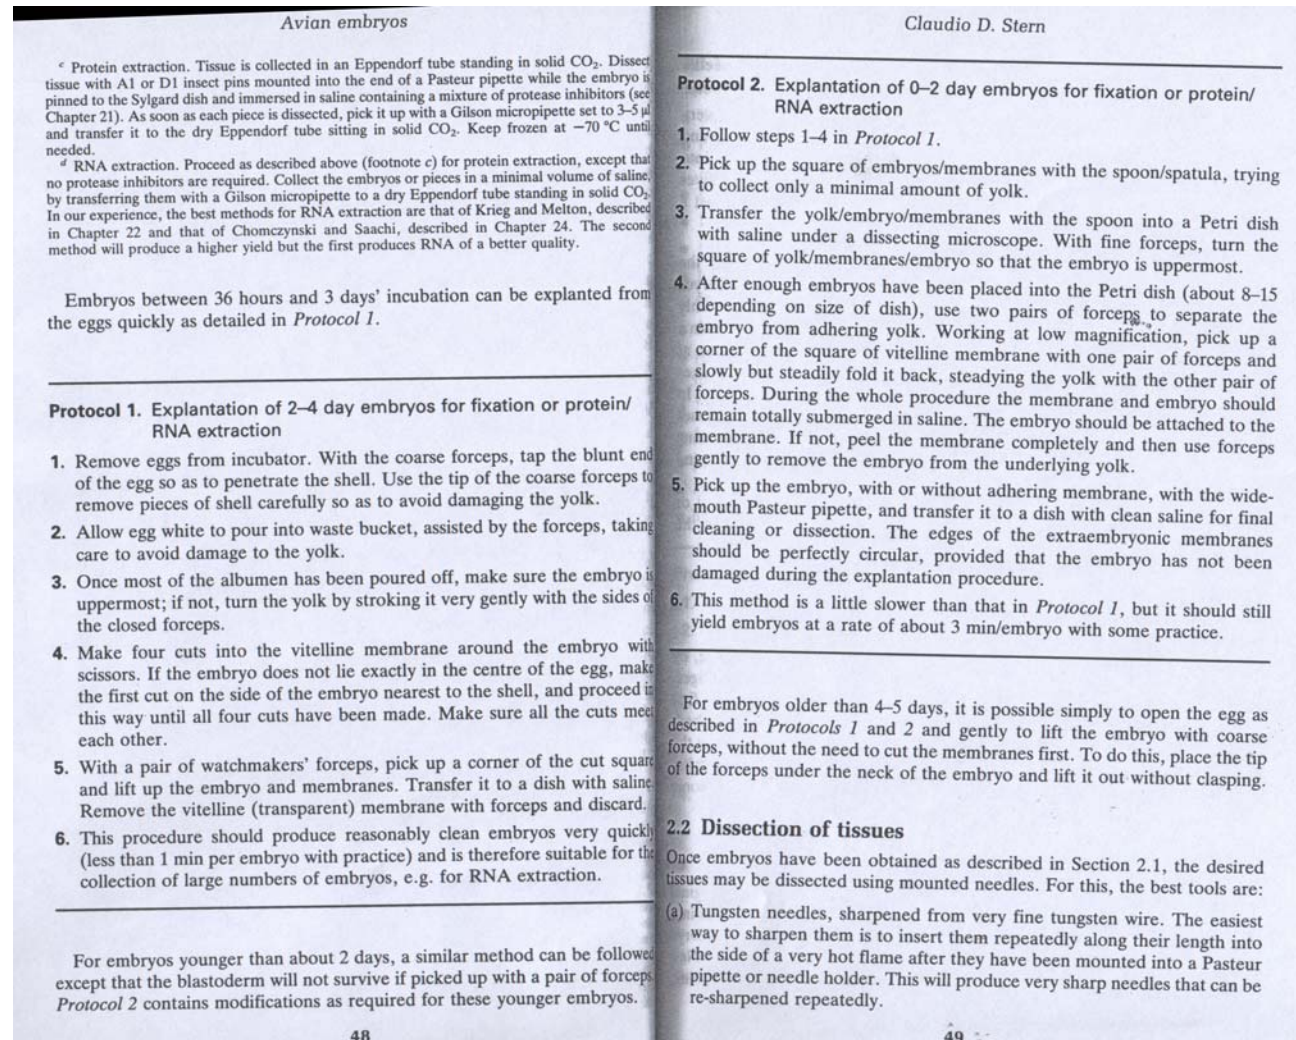 Avian embryos
ᶜ Protein extraction. Tissue is collected in an Eppendorf tube standing in solid CO₂. Dissect
tissue with A1 or D1 insect pins mounted into the end of a Pasteur pipette while the embryo is
pinned to the Sylgard dish and immersed in saline containing a mixture of protease inhibitors (see
Chapter 21). As soon as each piece is dissected, pick it up with a Gilson micropipette set to 3–5 μl
and transfer it to the dry Eppendorf tube sitting in solid CO₂. Keep frozen at −70 °C until
needed.
ᵈ RNA extraction. Proceed as described above (footnote c) for protein extraction, except that
no protease inhibitors are required. Collect the embryos or pieces in a minimal volume of saline,
by transferring them with a Gilson micropipette to a dry Eppendorf tube standing in solid CO₂.
In our experience, the best methods for RNA extraction are that of Krieg and Melton, described
in Chapter 22 and that of Chomczynski and Saachi, described in Chapter 24. The second
method will produce a higher yield but the first produces RNA of a better quality.
Embryos between 36 hours and 3 days' incubation can be explanted from
the eggs quickly as detailed in Protocol 1.
Protocol 1. Explantation of 2–4 day embryos for fixation or protein/
RNA extraction
1. Remove eggs from incubator. With the coarse forceps, tap the blunt end
of the egg so as to penetrate the shell. Use the tip of the coarse forceps to
remove pieces of shell carefully so as to avoid damaging the yolk.
2. Allow egg white to pour into waste bucket, assisted by the forceps, taking
care to avoid damage to the yolk.
3. Once most of the albumen has been poured off, make sure the embryo is
uppermost; if not, turn the yolk by stroking it very gently with the sides of
the closed forceps.
4. Make four cuts into the vitelline membrane around the embryo with
scissors. If the embryo does not lie exactly in the centre of the egg, make
the first cut on the side of the embryo nearest to the shell, and proceed in
this way until all four cuts have been made. Make sure all the cuts meet
each other.
5. With a pair of watchmakers' forceps, pick up a corner of the cut square
and lift up the embryo and membranes. Transfer it to a dish with saline.
Remove the vitelline (transparent) membrane with forceps and discard.
6. This procedure should produce reasonably clean embryos very quickly
(less than 1 min per embryo with practice) and is therefore suitable for the
collection of large numbers of embryos, e.g. for RNA extraction.
For embryos younger than about 2 days, a similar method can be followed
except that the blastoderm will not survive if picked up with a pair of forceps.
Protocol 2 contains modifications as required for these younger embryos.
48
Claudio D. Stern
Protocol 2. Explantation of 0–2 day embryos for fixation or protein/
RNA extraction
1. Follow steps 1–4 in Protocol 1.
2. Pick up the square of embryos/membranes with the spoon/spatula, trying
to collect only a minimal amount of yolk.
3. Transfer the yolk/embryo/membranes with the spoon into a Petri dish
with saline under a dissecting microscope. With fine forceps, turn the
square of yolk/membranes/embryo so that the embryo is uppermost.
4. After enough embryos have been placed into the Petri dish (about 8–15
depending on size of dish), use two pairs of forceps to separate the
embryo from adhering yolk. Working at low magnification, pick up a
corner of the square of vitelline membrane with one pair of forceps and
slowly but steadily fold it back, steadying the yolk with the other pair of
forceps. During the whole procedure the membrane and embryo should
remain totally submerged in saline. The embryo should be attached to the
membrane. If not, peel the membrane completely and then use forceps
gently to remove the embryo from the underlying yolk.
5. Pick up the embryo, with or without adhering membrane, with the wide-
mouth Pasteur pipette, and transfer it to a dish with clean saline for final
cleaning or dissection. The edges of the extraembryonic membranes
should be perfectly circular, provided that the embryo has not been
damaged during the explantation procedure.
6. This method is a little slower than that in Protocol 1, but it should still
yield embryos at a rate of about 3 min/embryo with some practice.
For embryos older than 4–5 days, it is possible simply to open the egg as
described in Protocols 1 and 2 and gently to lift the embryo with coarse
forceps, without the need to cut the membranes first. To do this, place the tip
of the forceps under the neck of the embryo and lift it out without clasping.
2.2 Dissection of tissues
Once embryos have been obtained as described in Section 2.1, the desired
tissues may be dissected using mounted needles. For this, the best tools are:
(a) Tungsten needles, sharpened from very fine tungsten wire. The easiest
way to sharpen them is to insert them repeatedly along their length into
the side of a very hot flame after they have been mounted into a Pasteur
pipette or needle holder. This will produce very sharp needles that can be
re-sharpened repeatedly.
49